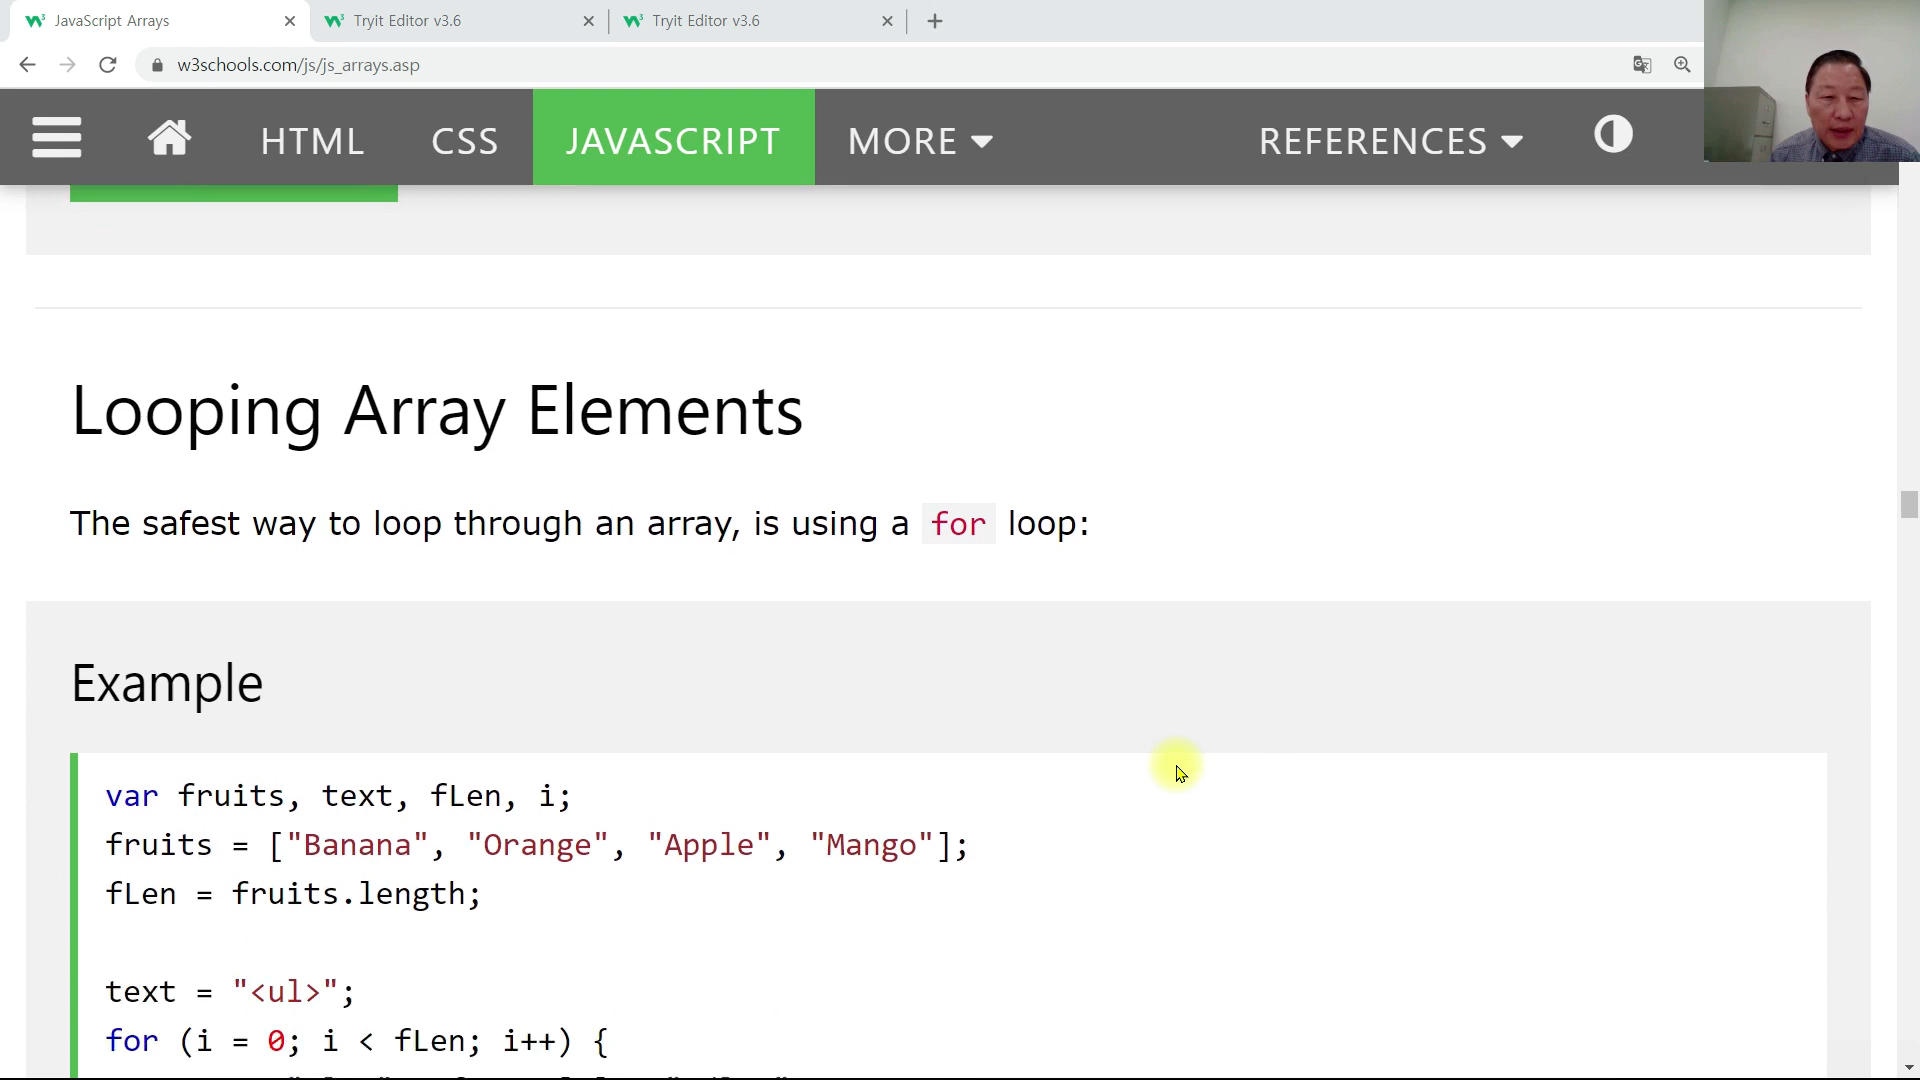 JavaScript Arrays
Tryit Editor v3.6
Tryit Editor v3.6
w3schools.com/js/js_arrays.asp
HTML CSS JAVASCRIPT MORE REFERENCES
Looping Array Elements
The safest way to loop through an array, is using a for loop:
Example
var fruits, text, fLen, i;
fruits = ["Banana", "Orange", "Apple", "Mango"];
fLen = fruits.length;
text = "<ul>";
for (i = 0; i < fLen; i++) {